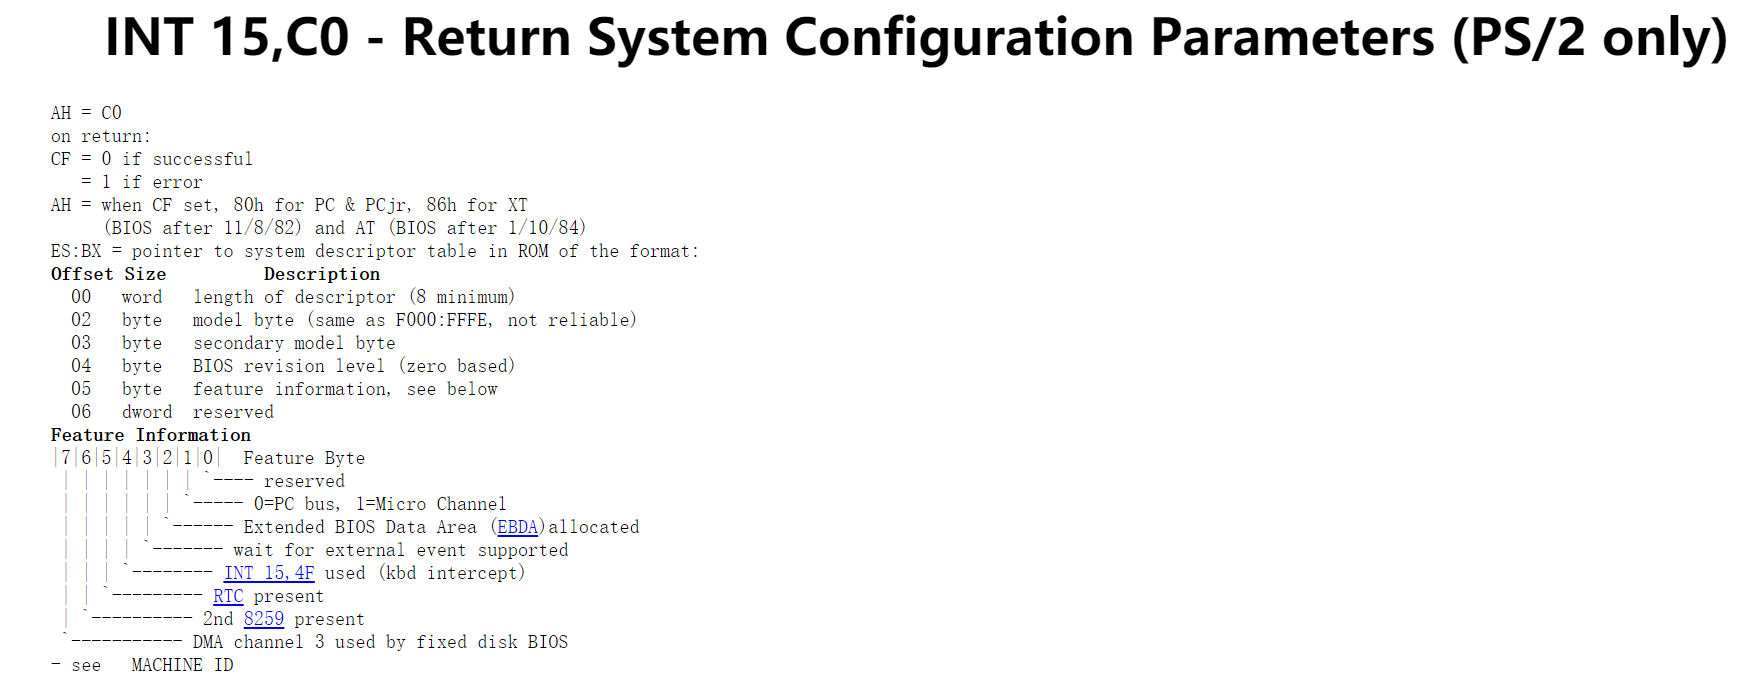 INT 15,C0 - Return System Configuration Parameters (PS/2 only)
AH = C0
on return:
CF = 0 if successful
   = 1 if error
AH = when CF set, 80h for PC & PCjr, 86h for XT
     (BIOS after 11/8/82) and AT (BIOS after 1/10/84)
ES:BX = pointer to system descriptor table in ROM of the format:
Offset Size          Description
  00   word   length of descriptor (8 minimum)
  02   byte   model byte (same as F000:FFFE, not reliable)
  03   byte   secondary model byte
  04   byte   BIOS revision level (zero based)
  05   byte   feature information, see below
  06   dword  reserved
Feature Information
|7|6|5|4|3|2|1|0|  Feature Byte
 | | | | | | | `---- reserved
 | | | | | | `----- 0=PC bus, 1=Micro Channel
 | | | | | `------ Extended BIOS Data Area (EBDA)allocated
 | | | | `------- wait for external event supported
 | | | `-------- INT 15,4F used (kbd intercept)
 | | `--------- RTC present
 | `---------- 2nd 8259 present
 `----------- DMA channel 3 used by fixed disk BIOS
- see   MACHINE ID